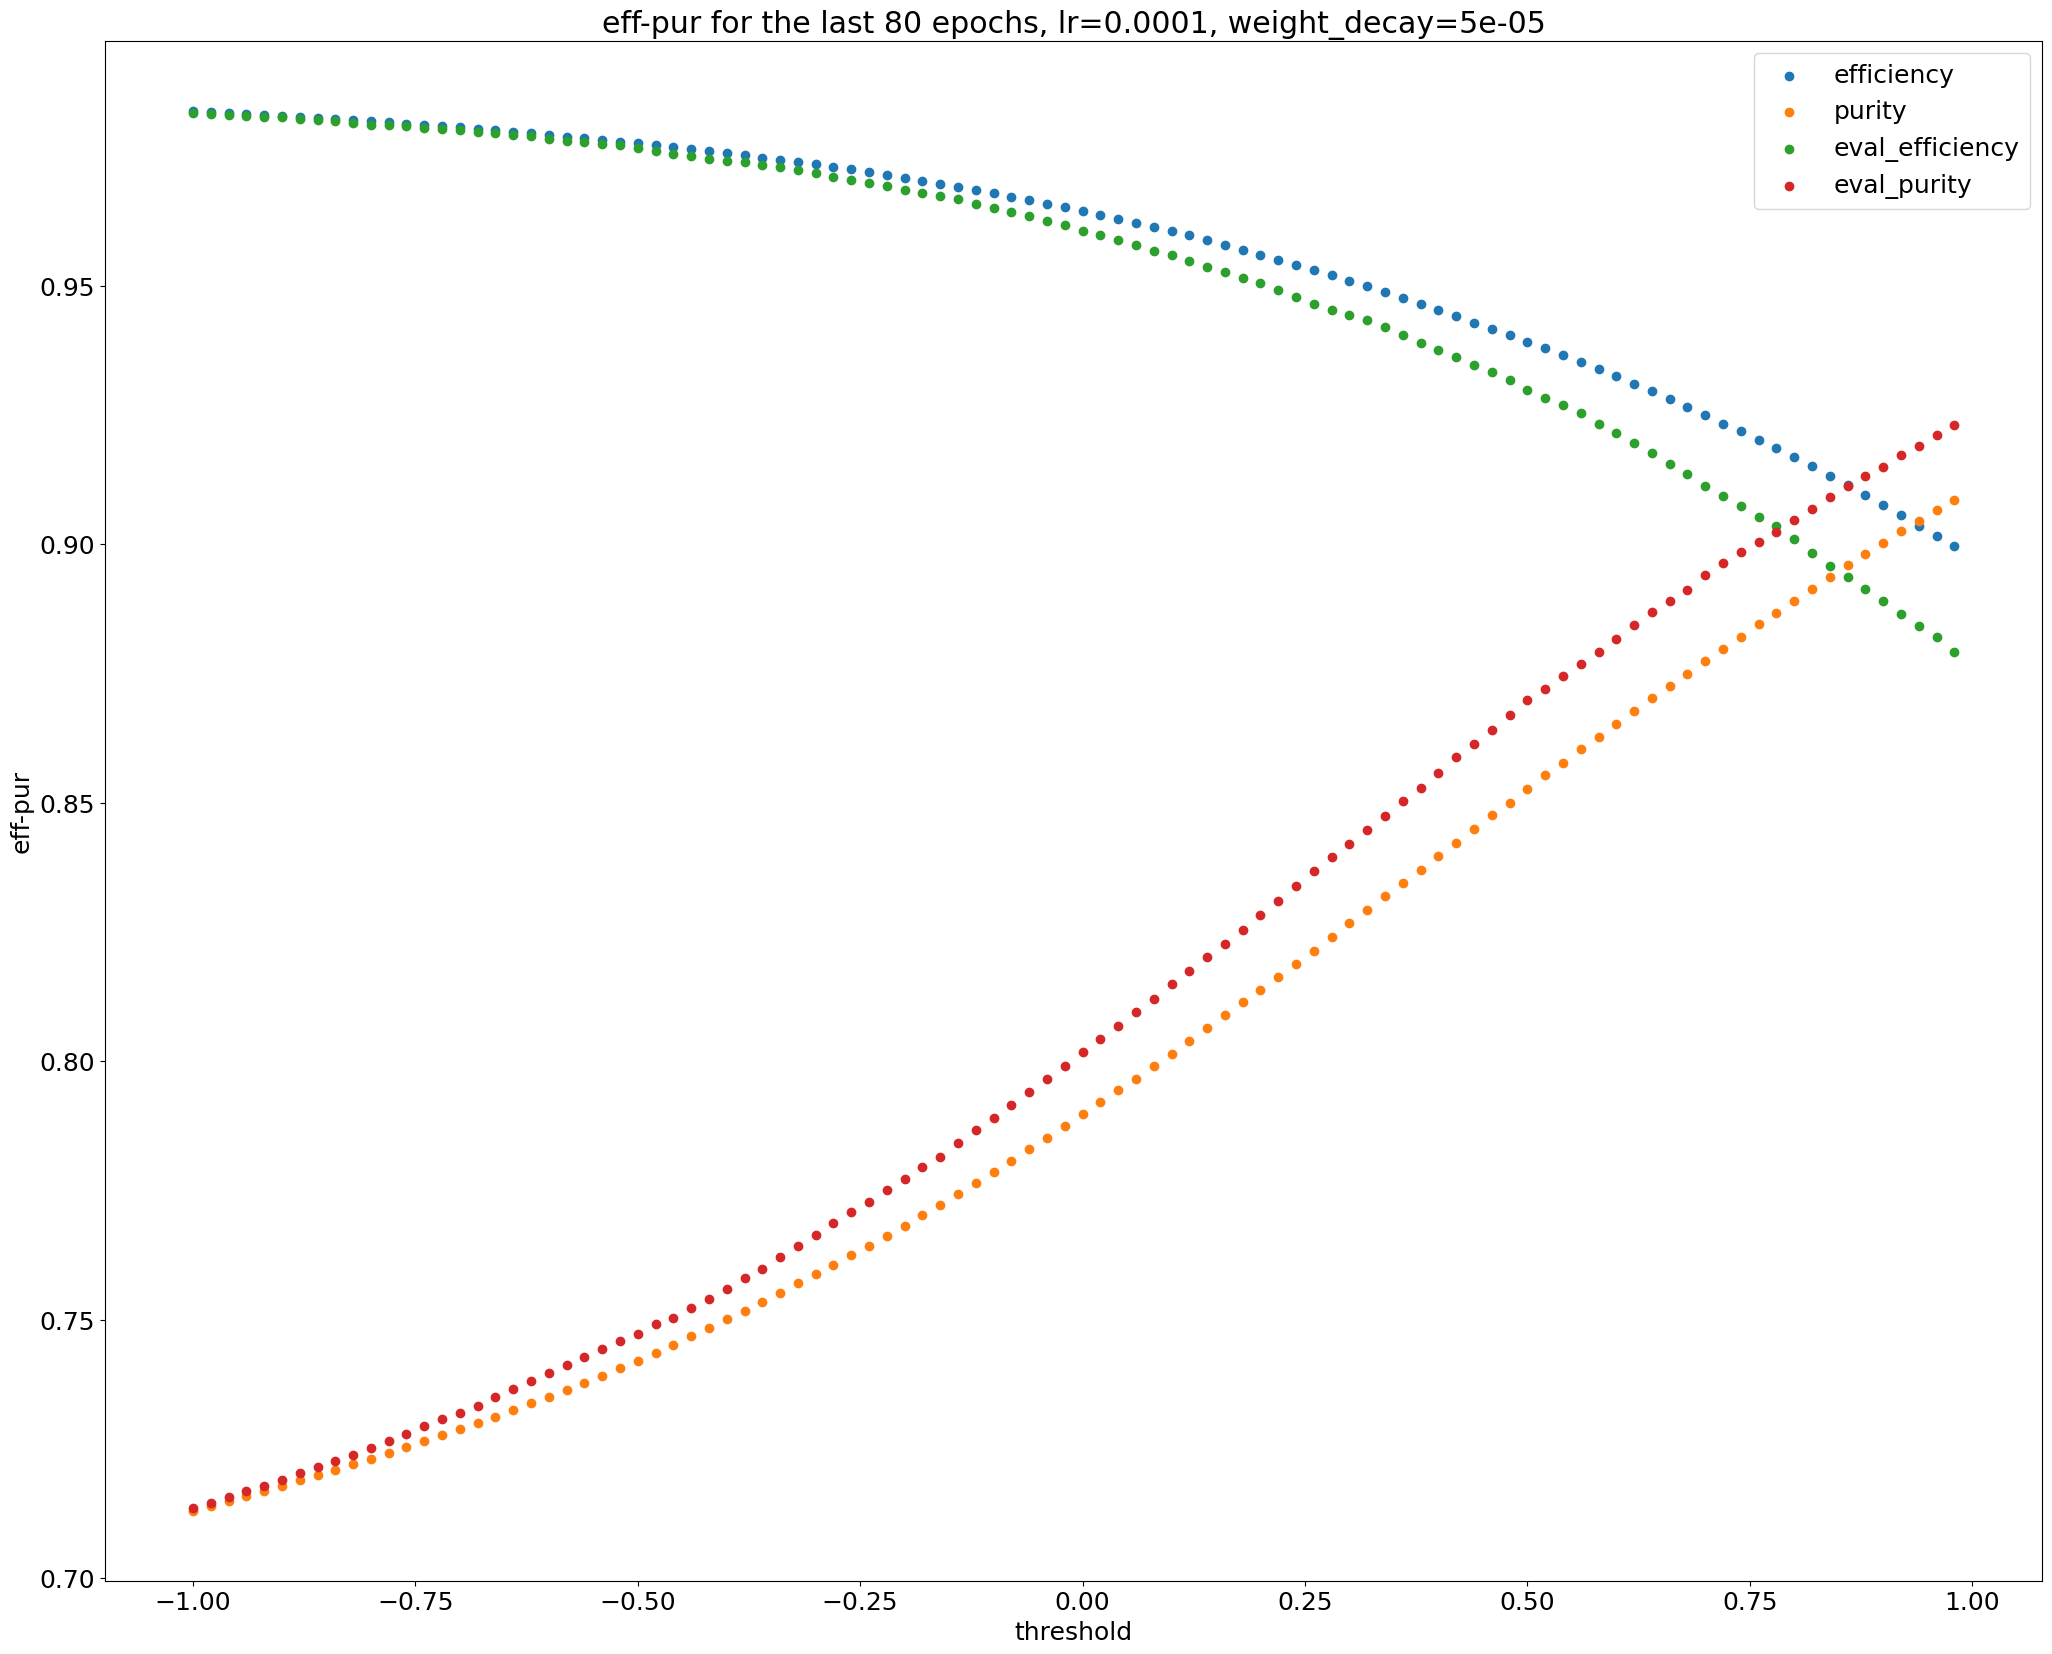 eff-pur for the last 80 epochs, lr=0.0001, weight_decay=5e-05
efficiency
purity
eval_efficiency
eval_purity
0.95
0.90
0.85
0.80
0.75
0.70
eff-pur
−1.00 −0.75 −0.50 −0.25 0.00 0.25 0.50 0.75 1.00
threshold